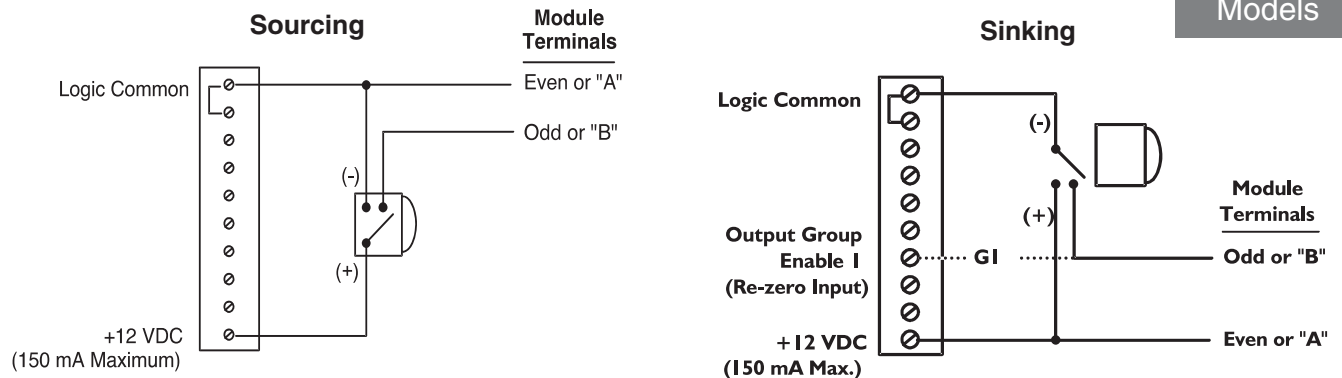 Models
Sourcing
Module
Terminals
Logic Common
Even or "A"
Odd or "B"
(-)
(+)
+12 VDC
(150 mA Maximum)
Sinking
Logic Common
(-)
(+)
Module
Terminals
Output Group
Enable 1
(Re-zero Input)
G1
Odd or "B"
+12 VDC
(150 mA Max.)
Even or "A"